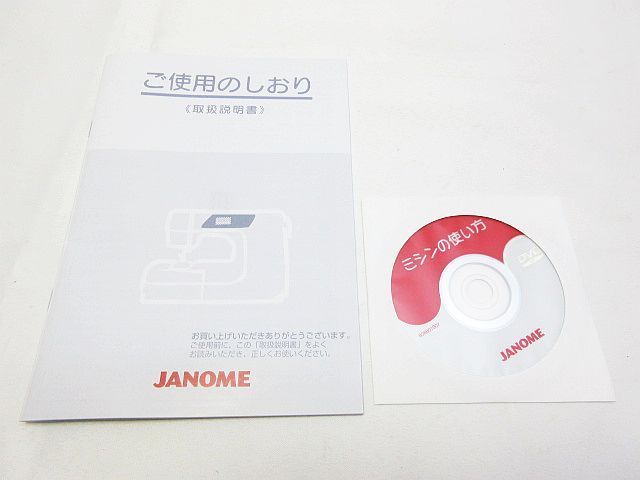 ご使用のしおり
《取扱説明書》
お買い上げいただきありがとうございます。
ご使用前に、この「取扱説明書」をよく
お読みいただき、正しくお使いください。
JANOME
ミシンの使い方
DVD
JANOME